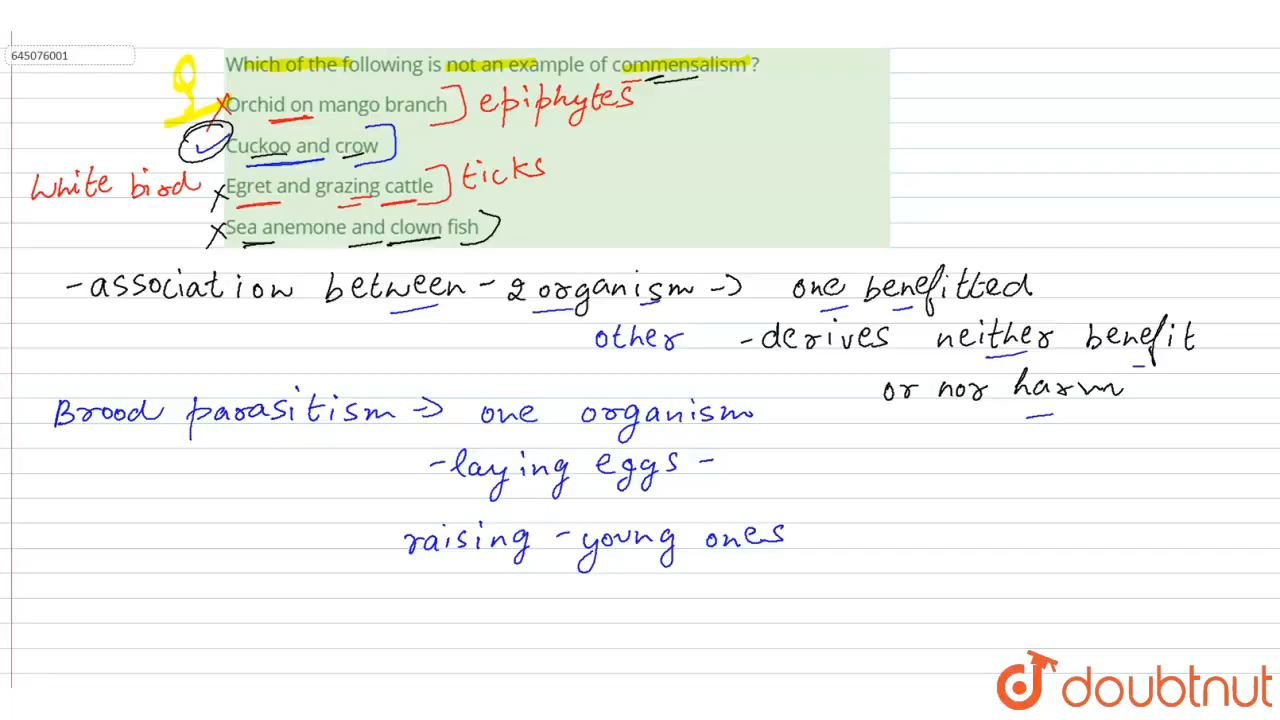 645076001
Which of the following is not an example of commensalism ?
Orchid on mango branch epiphytes
Cuckoo and crow
White bird Egret and grazing cattle ticks
Sea anemone and clown fish
- association between - 2 organism → one benefitted
other - derives neither benefit
or nor harm
Brood parasitism → one organism
- laying eggs -
raising - young ones
doubtnut